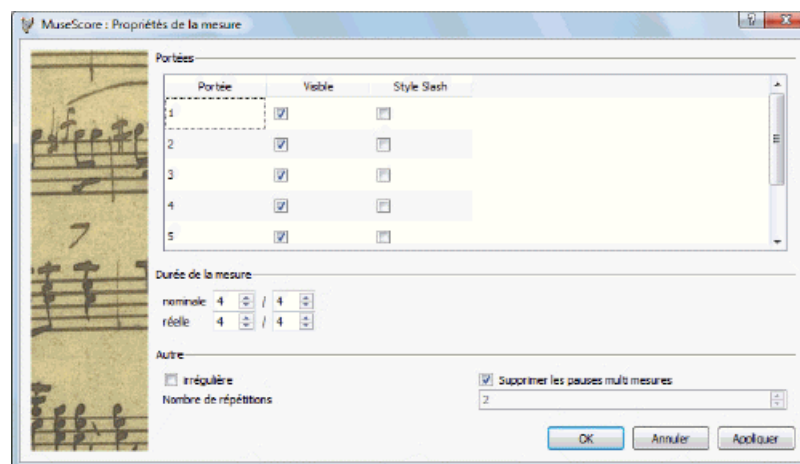 MuseScore : Propriétés de la mesure
Portées
Portée Visible Style Slash
1
2
3
4
5
Durée de la mesure
nominale 4 / 4
réelle 4 / 4
Autre
irrégulière Supprimer les pauses multi mesures
Nombre de répétitions 2
OK Annuler Appliquer